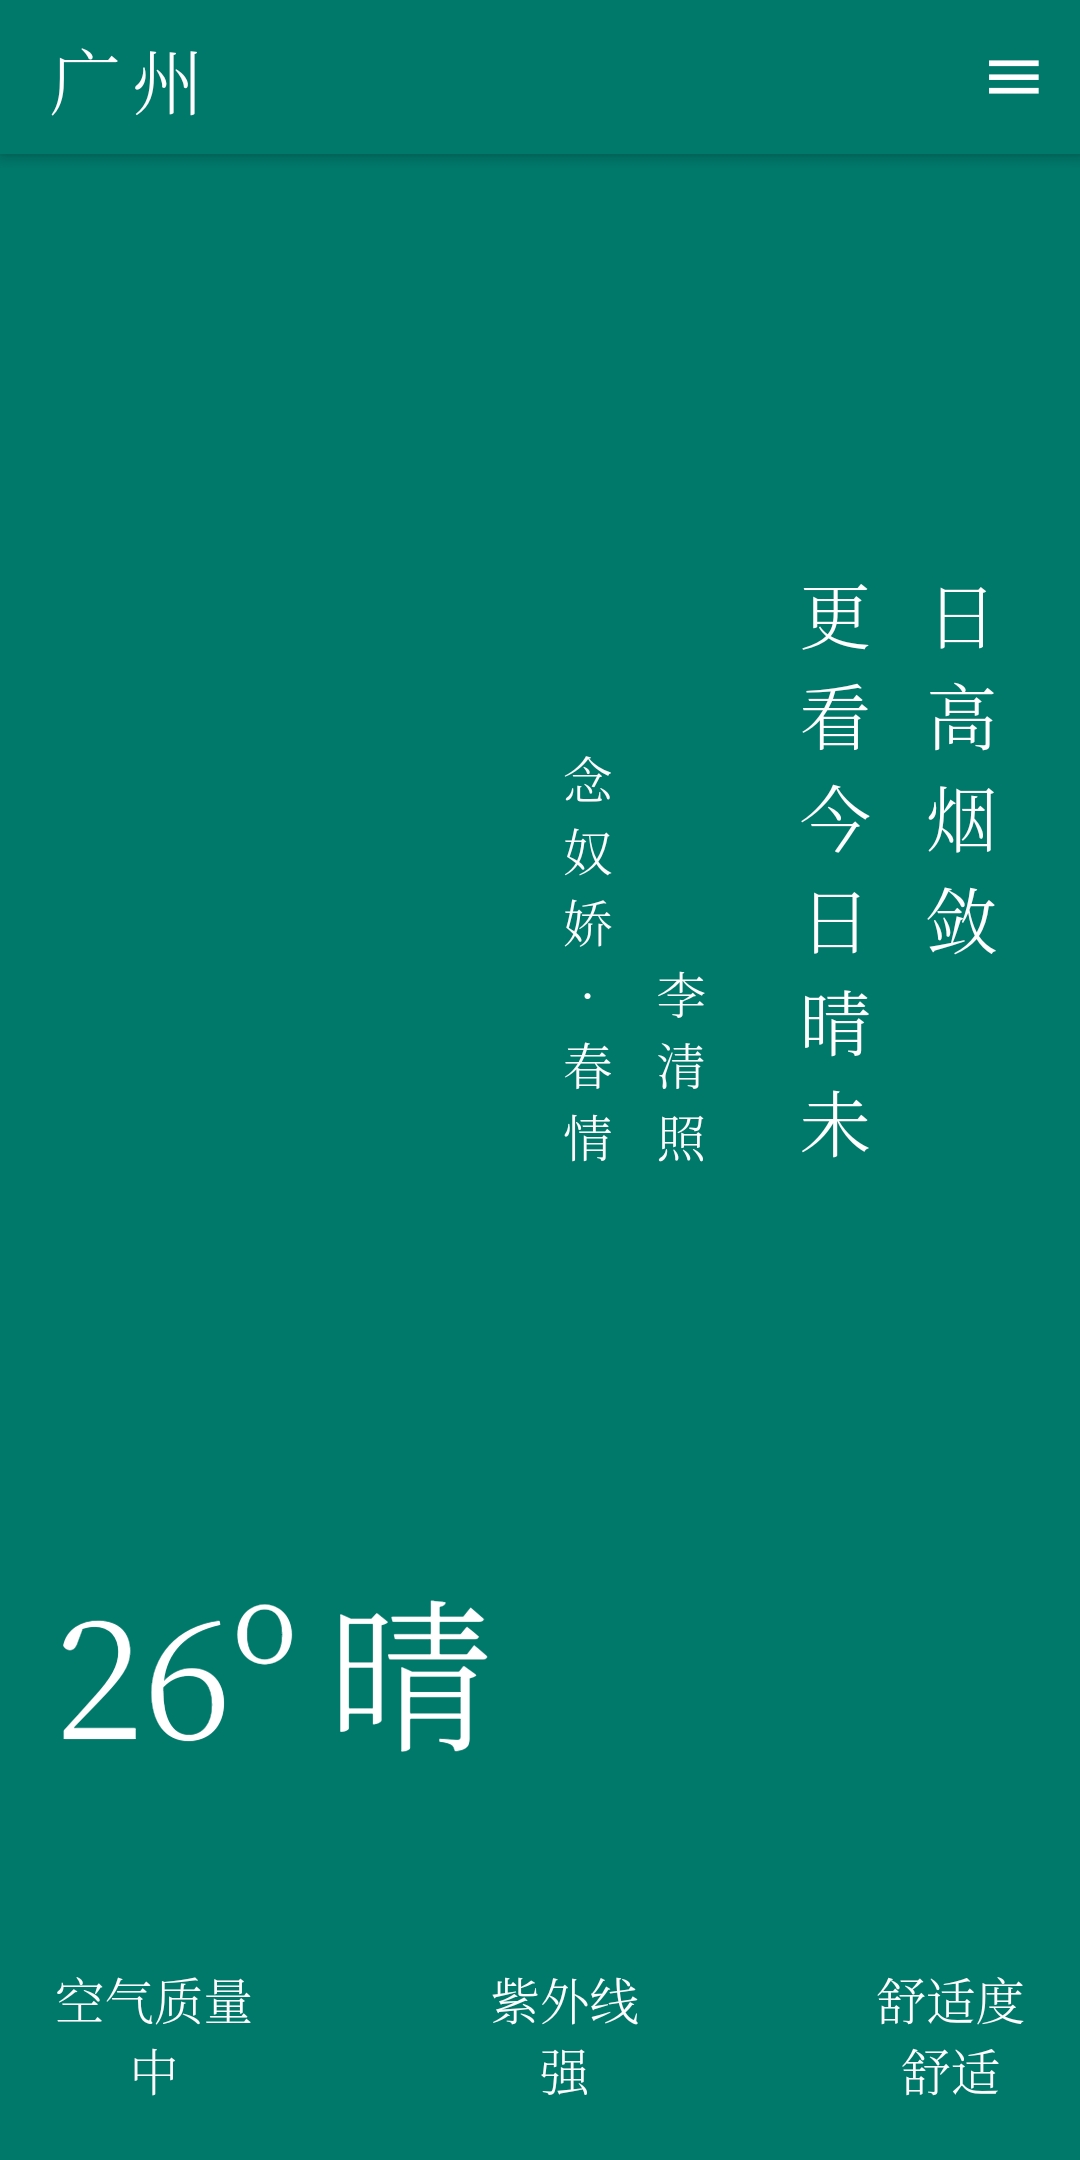 广州
日高烟敛
更看今日晴未
李清照
念奴娇·春情
26° 晴
空气质量
中
紫外线
强
舒适度
舒适